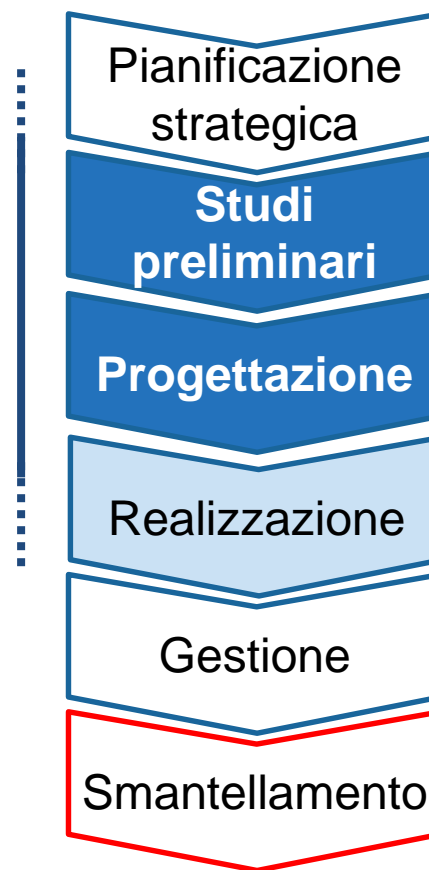 Pianificazione
strategica
Studi
preliminari
Progettazione
Realizzazione
Gestione
Smantellamento